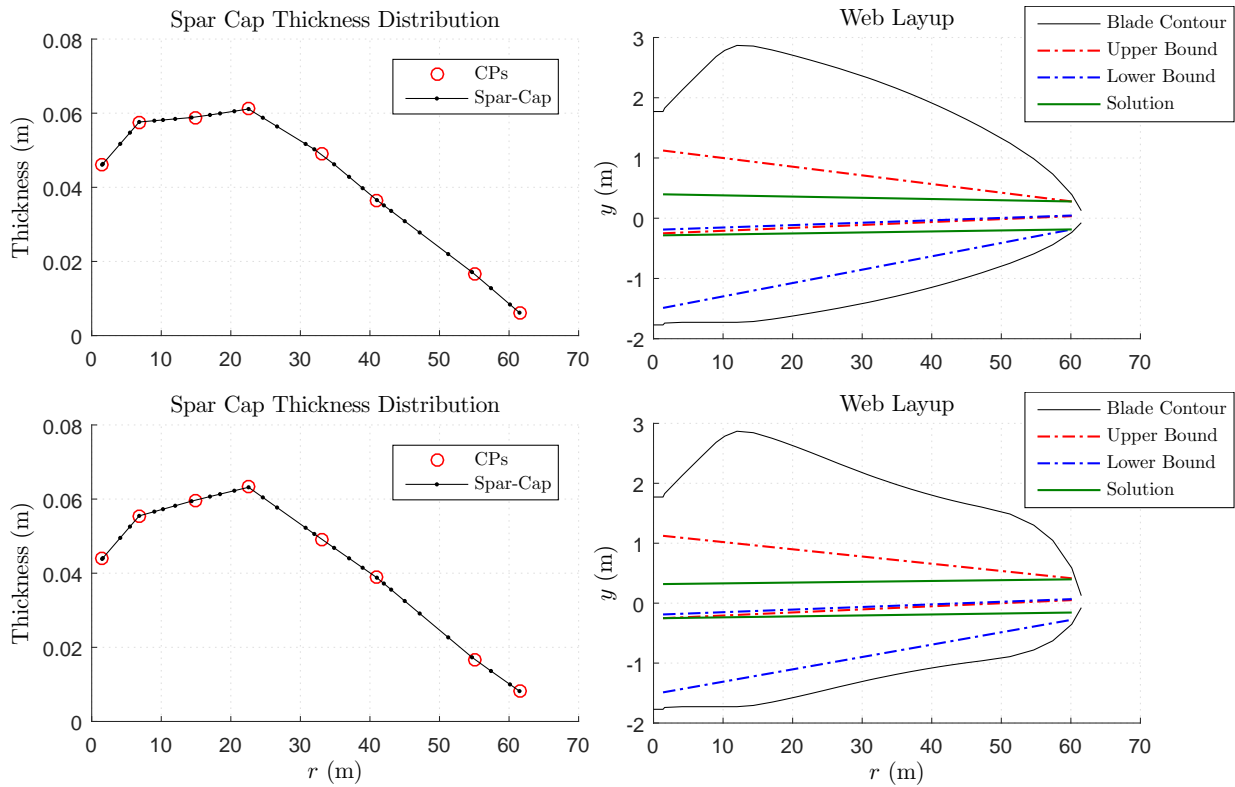 Spar Cap Thickness Distribution
0.08
0.06
0.04
0.02
0
Thickness (m)
CPs
Spar-Cap
0 10 20 30 40 50 60 70
Web Layup
3
2
1
0
-1
-2
y (m)
Blade Contour
Upper Bound
Lower Bound
Solution
0 10 20 30 40 50 60 70
Spar Cap Thickness Distribution
0.08
0.06
0.04
0.02
0
Thickness (m)
CPs
Spar-Cap
0 10 20 30 40 50 60 70
r (m)
Web Layup
3
2
1
0
-1
-2
y (m)
Blade Contour
Upper Bound
Lower Bound
Solution
0 10 20 30 40 50 60 70
r (m)